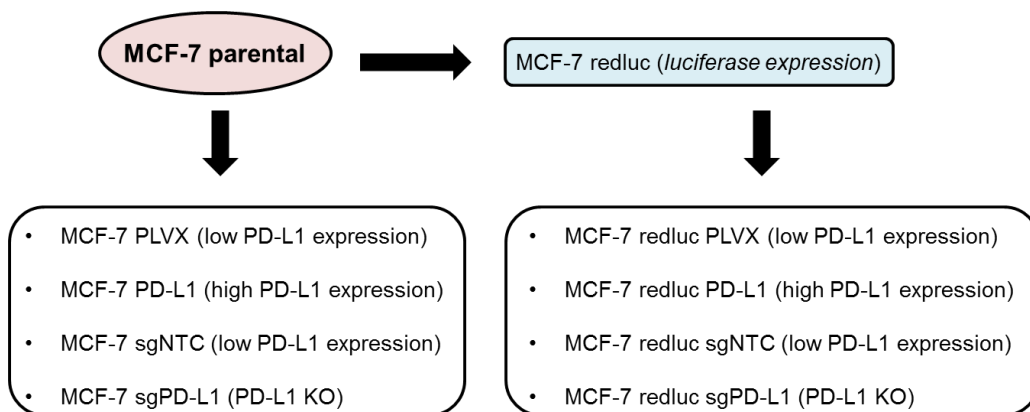 MCF-7 parental
MCF-7 redluc (luciferase expression)
• MCF-7 PLVX (low PD-L1 expression)
• MCF-7 PD-L1 (high PD-L1 expression)
• MCF-7 sgNTC (low PD-L1 expression)
• MCF-7 sgPD-L1 (PD-L1 KO)
• MCF-7 redluc PLVX (low PD-L1 expression)
• MCF-7 redluc PD-L1 (high PD-L1 expression)
• MCF-7 redluc sgNTC (low PD-L1 expression)
• MCF-7 redluc sgPD-L1 (PD-L1 KO)